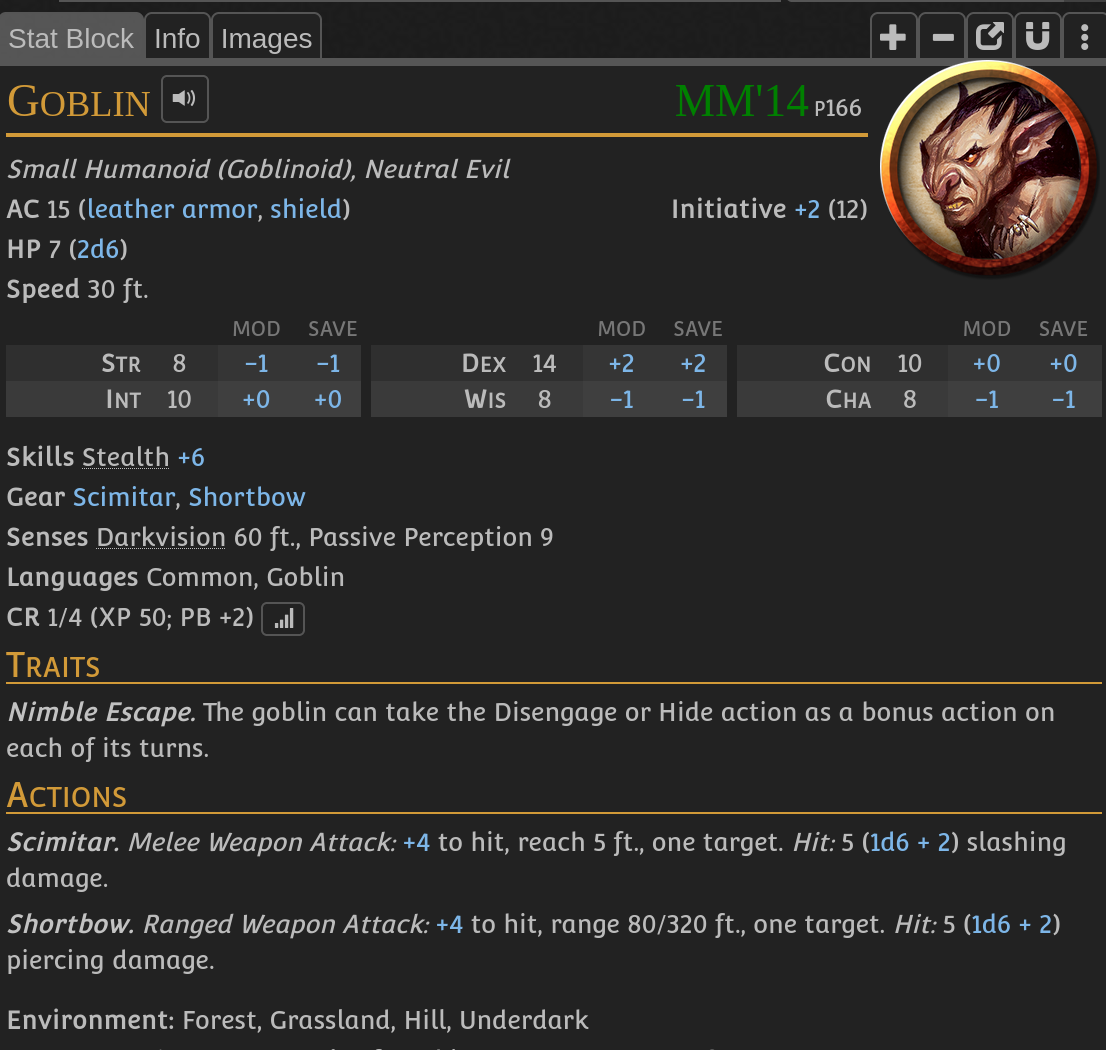 Stat Block Info Images
GOBLIN MM'14 P166
Small Humanoid (Goblinoid), Neutral Evil
AC 15 (leather armor, shield) Initiative +2 (12)
HP 7 (2d6)
Speed 30 ft.
MOD SAVE MOD SAVE MOD SAVE
STR 8 −1 −1 DEX 14 +2 +2 CON 10 +0 +0
INT 10 +0 +0 WIS 8 −1 −1 CHA 8 −1 −1
Skills Stealth +6
Gear Scimitar, Shortbow
Senses Darkvision 60 ft., Passive Perception 9
Languages Common, Goblin
CR 1/4 (XP 50; PB +2)
TRAITS
Nimble Escape. The goblin can take the Disengage or Hide action as a bonus action on
each of its turns.
ACTIONS
Scimitar. Melee Weapon Attack: +4 to hit, reach 5 ft., one target. Hit: 5 (1d6 + 2) slashing
damage.
Shortbow. Ranged Weapon Attack: +4 to hit, range 80/320 ft., one target. Hit: 5 (1d6 + 2)
piercing damage.
Environment: Forest, Grassland, Hill, Underdark